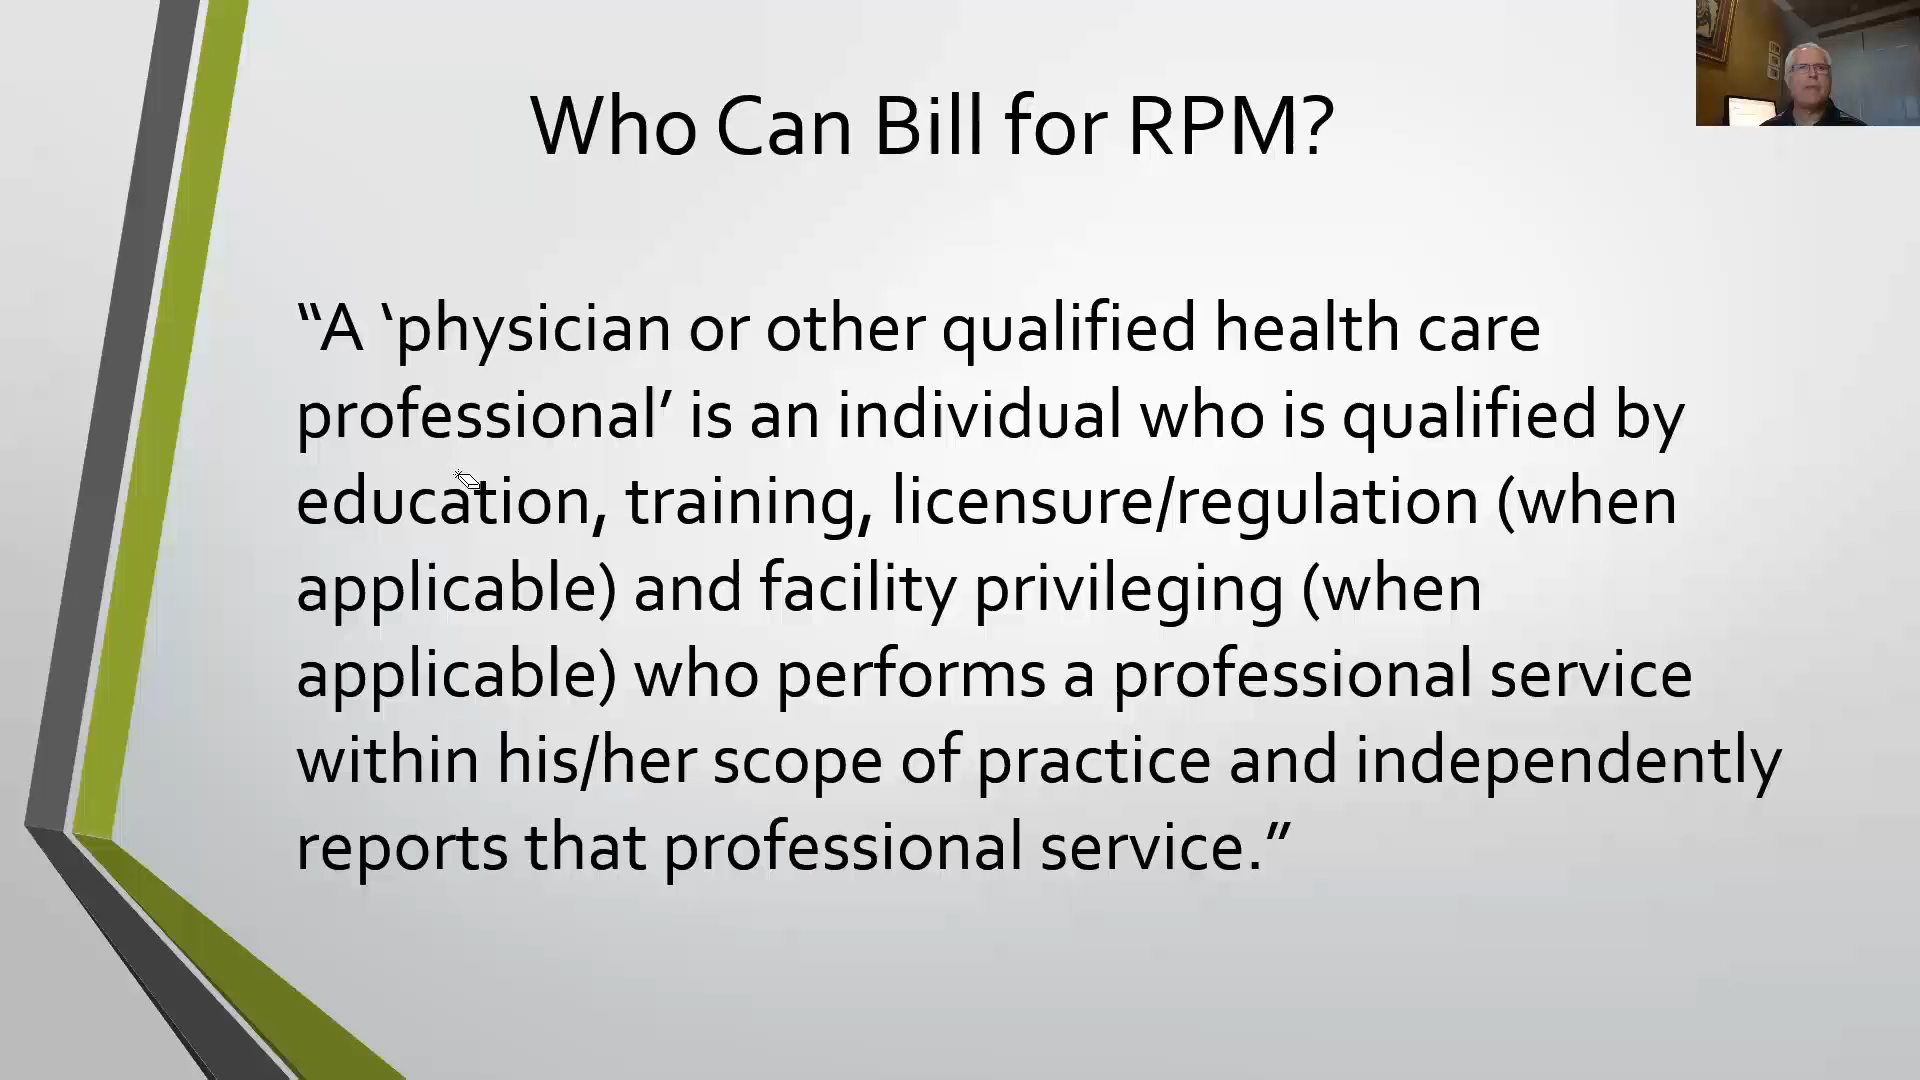 Who Can Bill for RPM?
“A ‘physician or other qualified health care
professional’ is an individual who is qualified by
education, training, licensure/regulation (when
applicable) and facility privileging (when
applicable) who performs a professional service
within his/her scope of practice and independently
reports that professional service.”